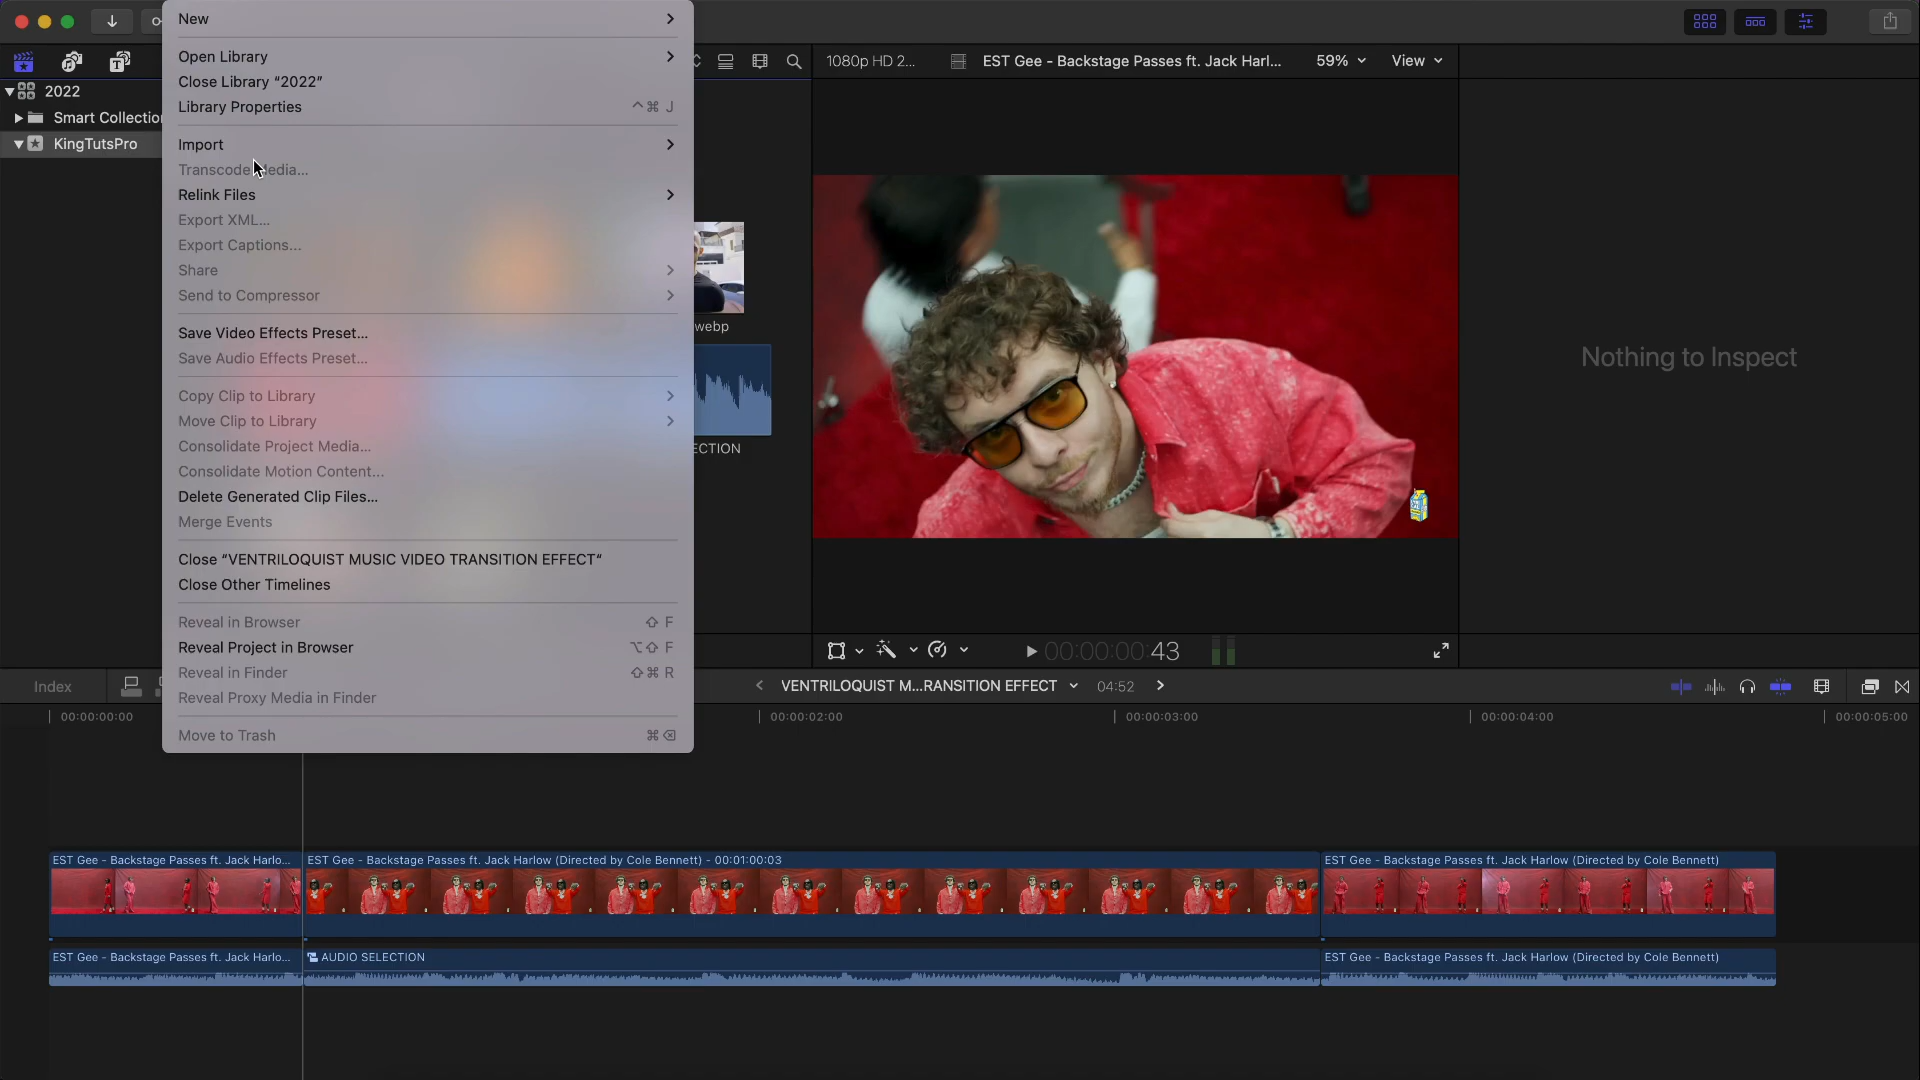 New
Open Library
Close Library “2022”
Library Properties ⌃⌘ J
Import
Transcode Media...
Relink Files
Export XML...
Export Captions...
Share
Send to Compressor
Save Video Effects Preset...
Save Audio Effects Preset...
Copy Clip to Library
Move Clip to Library
Consolidate Project Media...
Consolidate Motion Content...
Delete Generated Clip Files...
Merge Events
Close “VENTRILOQUIST MUSIC VIDEO TRANSITION EFFECT”
Close Other Timelines
Reveal in Browser ⇧ F
Reveal Project in Browser ⌥⇧ F
Reveal in Finder ⇧⌘ R
Reveal Proxy Media in Finder
Move to Trash ⌘⌫
2022
Smart Collectio
KingTutsPro
webp
ECTION
1080p HD 2... EST Gee - Backstage Passes ft. Jack Harl... 59% View
Nothing to Inspect
00:00:00:43
Index VENTRILOQUIST M...RANSITION EFFECT 04:52
00:00:00:00 00:00:02:00 00:00:03:00 00:00:04:00 00:00:05:00
EST Gee - Backstage Passes ft. Jack Harlo... EST Gee - Backstage Passes ft. Jack Harlow (Directed by Cole Bennett) - 00:01:00:03 EST Gee - Backstage Passes ft. Jack Harlow (Directed by Cole Bennett)
EST Gee - Backstage Passes ft. Jack Harlo... AUDIO SELECTION EST Gee - Backstage Passes ft. Jack Harlow (Directed by Cole Bennett)